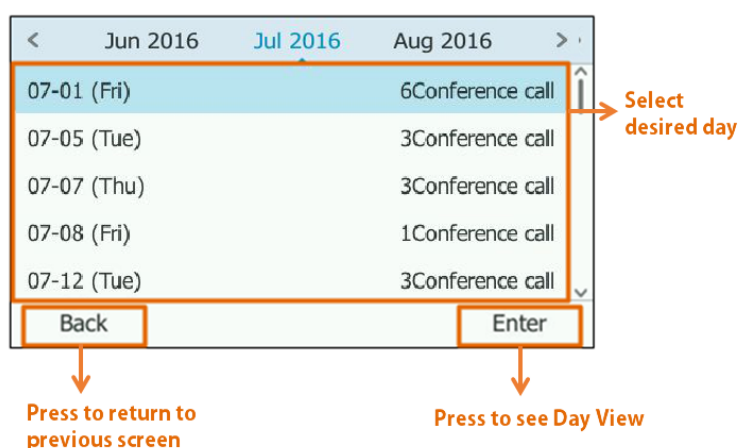 < Jun 2016 Jul 2016 Aug 2016 >
07-01 (Fri) 6Conference call
07-05 (Tue) 3Conference call
07-07 (Thu) 3Conference call
07-08 (Fri) 1Conference call
07-12 (Tue) 3Conference call
Select
desired day
Back Enter
Press to return to
previous screen
Press to see Day View